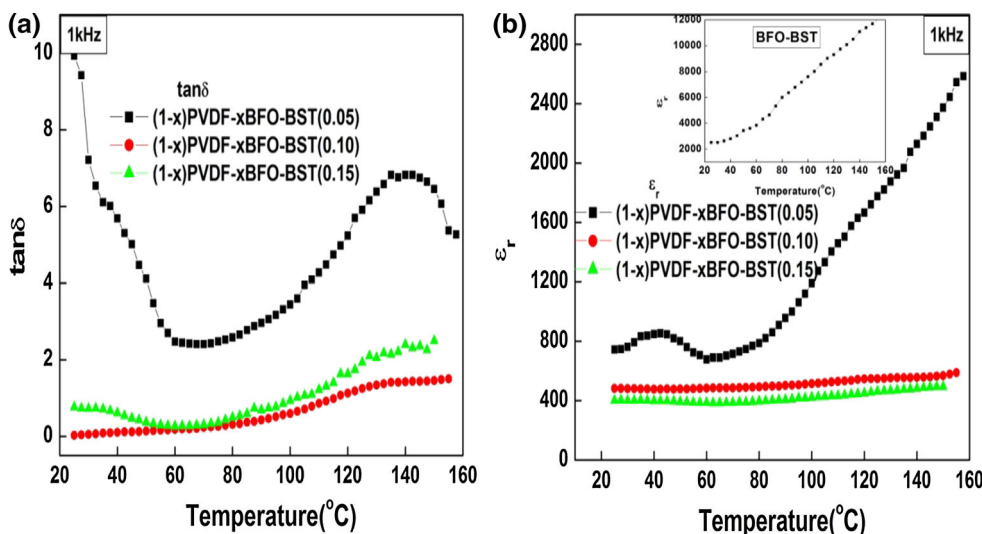 (a)
1kHz
tanδ
(1-x)PVDF-xBFO-BST(0.05)
(1-x)PVDF-xBFO-BST(0.10)
(1-x)PVDF-xBFO-BST(0.15)
10
8
6
4
2
0
tanδ
20 40 60 80 100 120 140 160
Temperature(°C)
(b)
1kHz
2800
2400
2000
1600
1200
800
400
0
εr
BFO-BST
12000
10000
8000
6000
4000
2000
εr
20 40 60 80 100 120 140 160
Temperature(°C)
εr
(1-x)PVDF-xBFO-BST(0.05)
(1-x)PVDF-xBFO-BST(0.10)
(1-x)PVDF-xBFO-BST(0.15)
20 40 60 80 100 120 140 160
Temperature(°C)